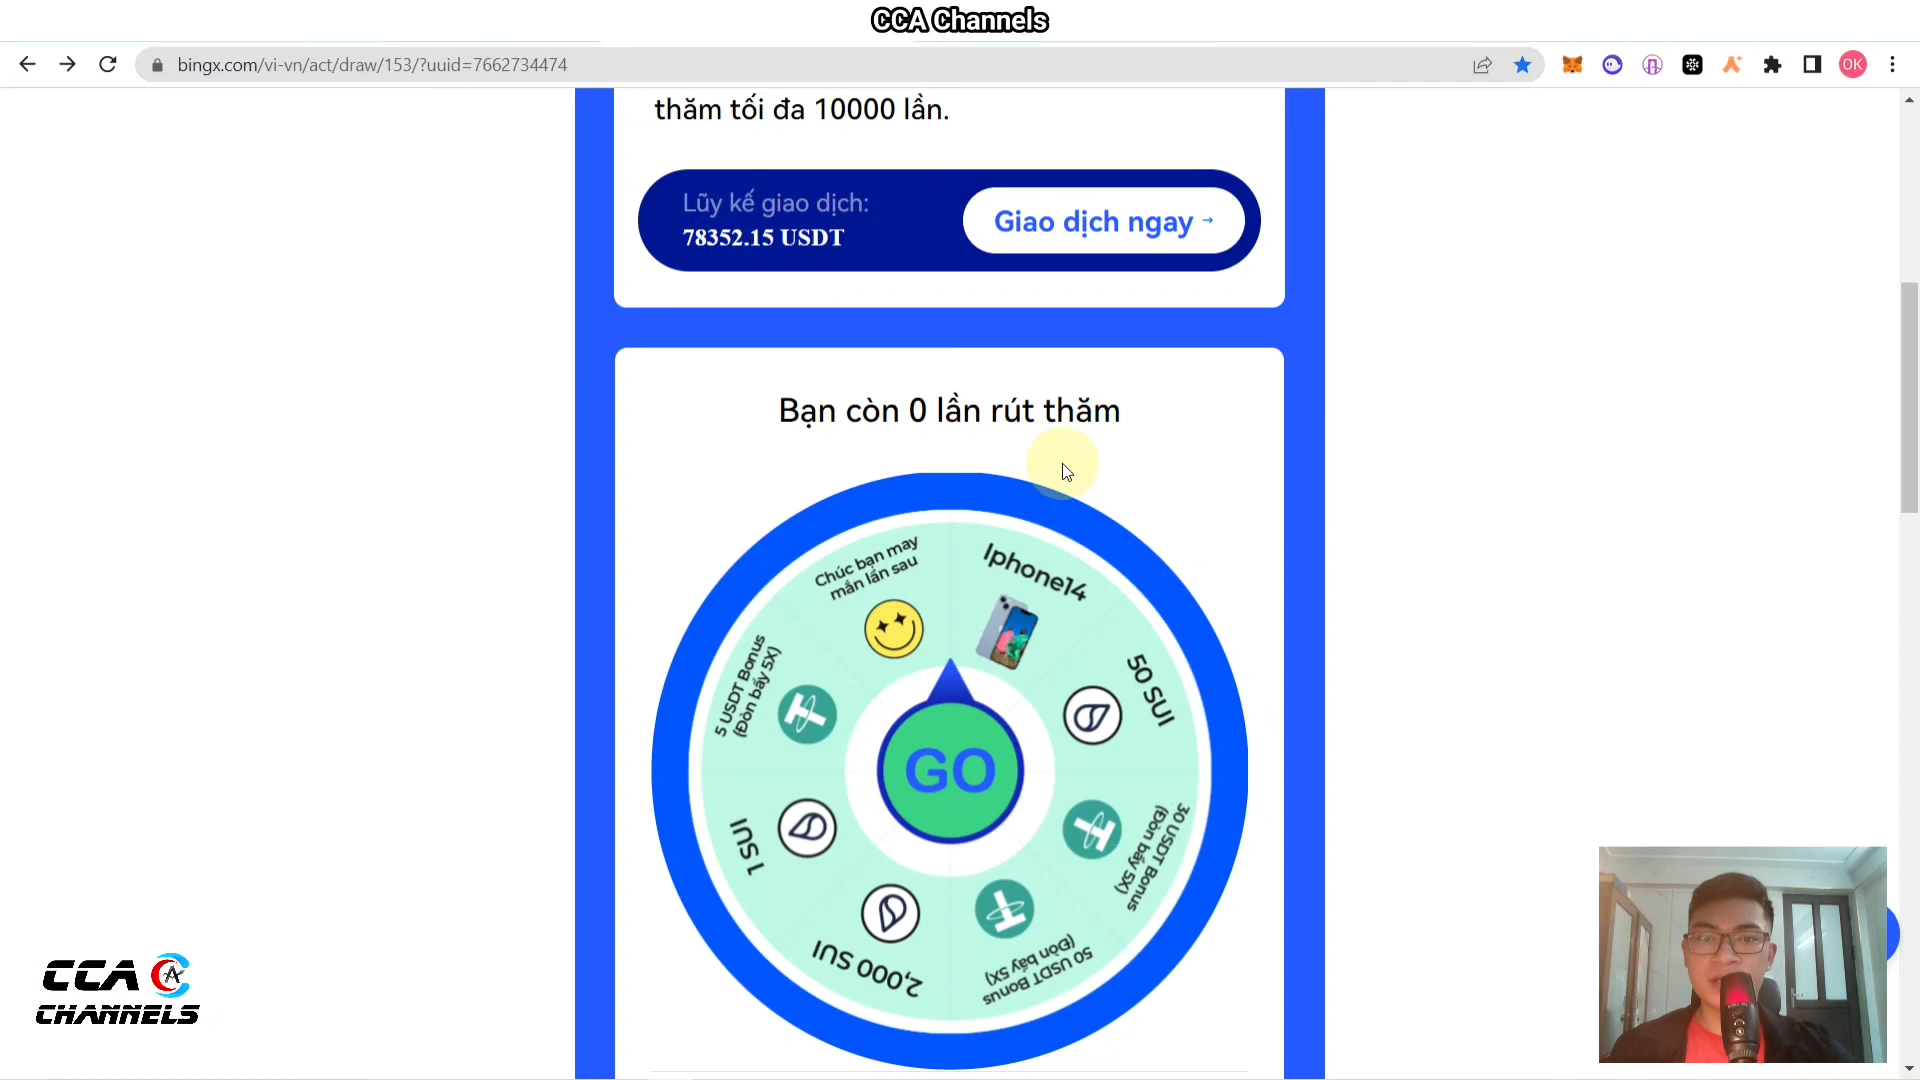 CCA Channels
bingx.com/vi-vn/act/draw/153/?uuid=7662734474
OK
thăm tối đa 10000 lần.
Lũy kế giao dịch:
78352.15 USDT
Giao dịch ngay →
Bạn còn 0 lần rút thăm
Chúc bạn may
mắn lần sau
Iphone14
50 SUI
30 USDT Bonus
(Đòn bẩy 5X)
50 USDT Bonus
(Đòn bẩy 5X)
2,000 SUI
1 SUI
5 USDT Bonus
(Đòn bẩy 5X)
GO
CCA
CHANNELS